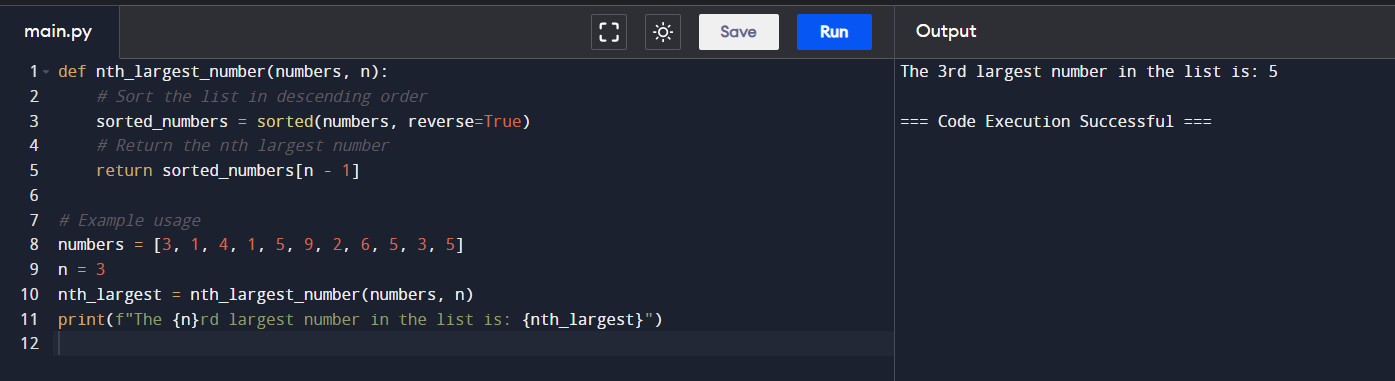 main.py
Save
Run
Output
1 def nth_largest_number(numbers, n):
2     # Sort the list in descending order
3     sorted_numbers = sorted(numbers, reverse=True)
4     # Return the nth largest number
5     return sorted_numbers[n - 1]
6
7 # Example usage
8 numbers = [3, 1, 4, 1, 5, 9, 2, 6, 5, 3, 5]
9 n = 3
10 nth_largest = nth_largest_number(numbers, n)
11 print(f"The {n}rd largest number in the list is: {nth_largest}")
12
The 3rd largest number in the list is: 5
=== Code Execution Successful ===